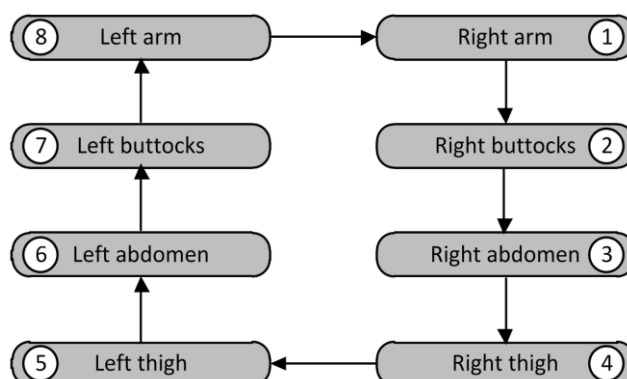 8 Left arm
Right arm 1
7 Left buttocks
Right buttocks 2
6 Left abdomen
Right abdomen 3
5 Left thigh
Right thigh 4